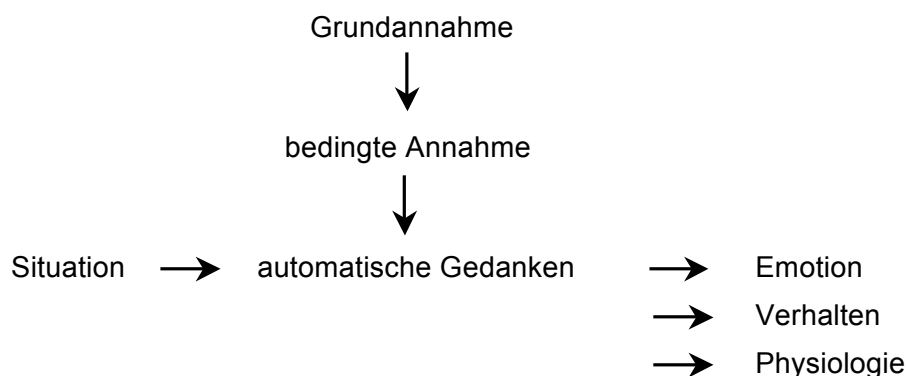 Grundannahme
bedingte Annahme
Situation automatische Gedanken Emotion
Verhalten
Physiologie